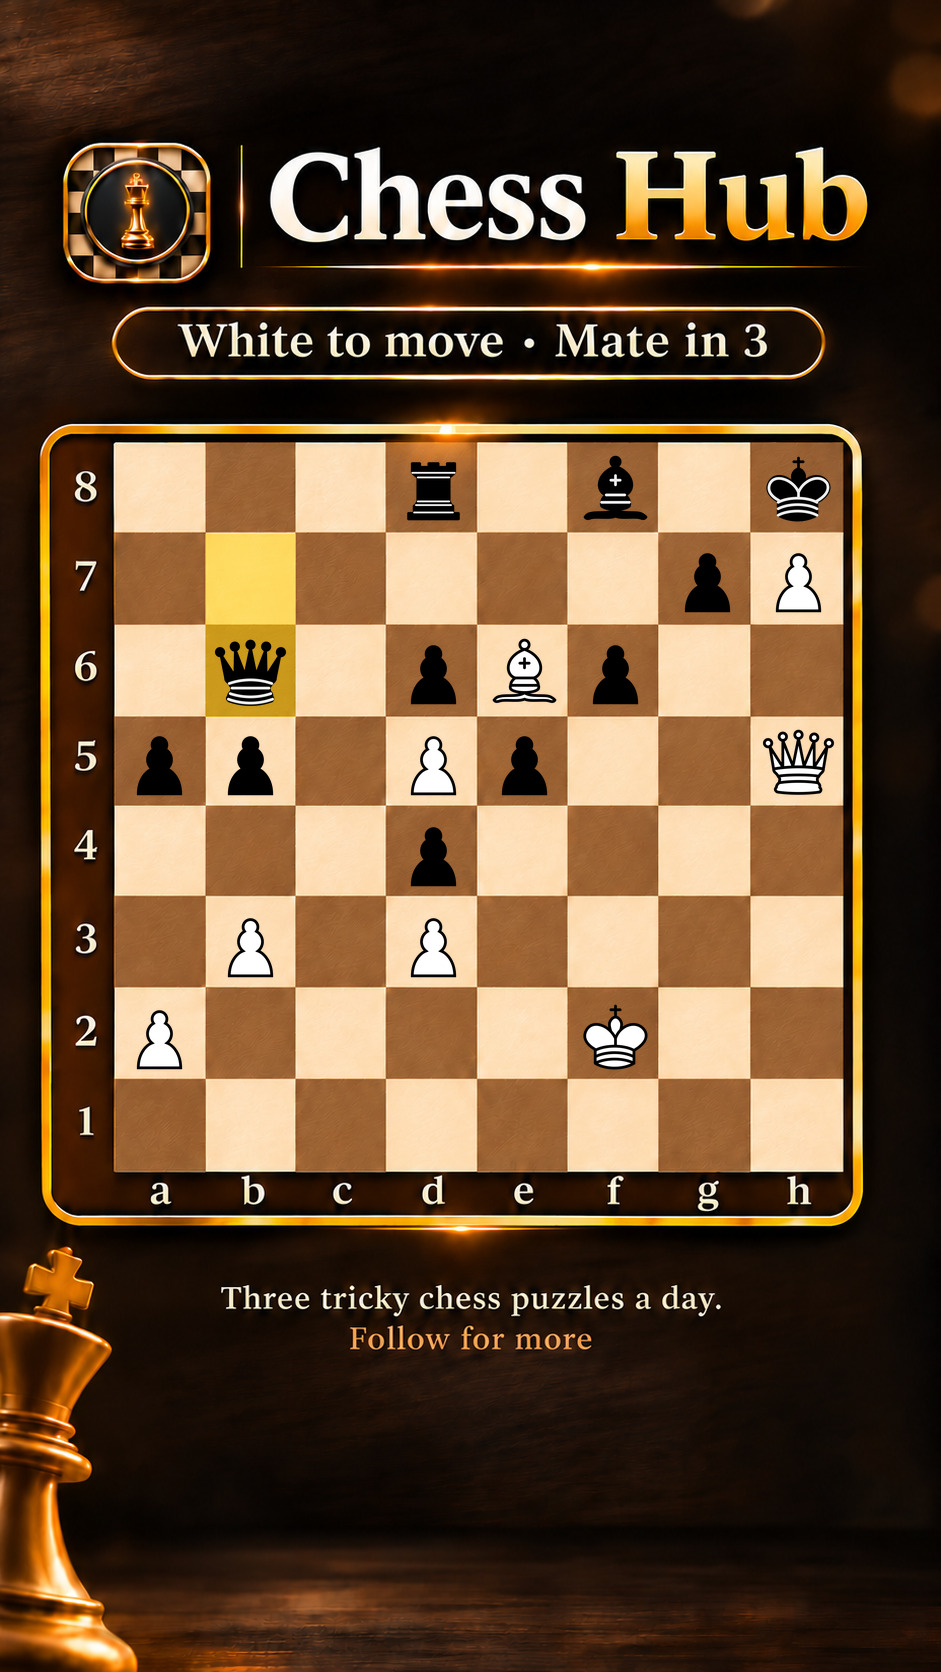 Chess Hub
White to move • Mate in 3
8
7
6
5
4
3
2
1
a b c d e f g h
Three tricky chess puzzles a day.
Follow for more